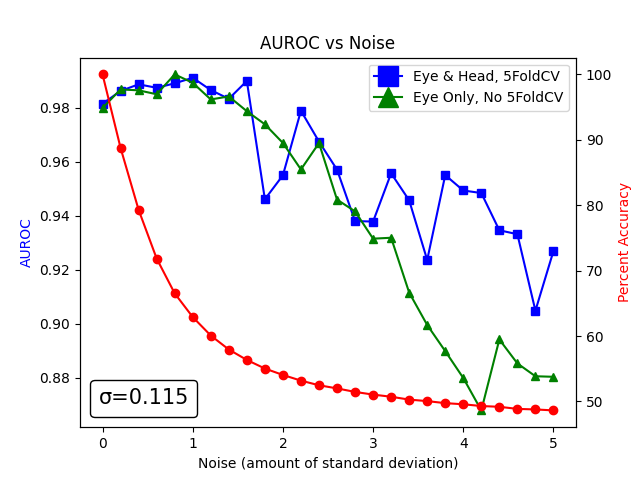 AUROC vs Noise
Eye & Head, 5FoldCV
Eye Only, No 5FoldCV
AUROC
0.98
0.96
0.94
0.92
0.90
0.88
100
90
80
70
60
50
Percent Accuracy
σ=0.115
0 1 2 3 4 5
Noise (amount of standard deviation)